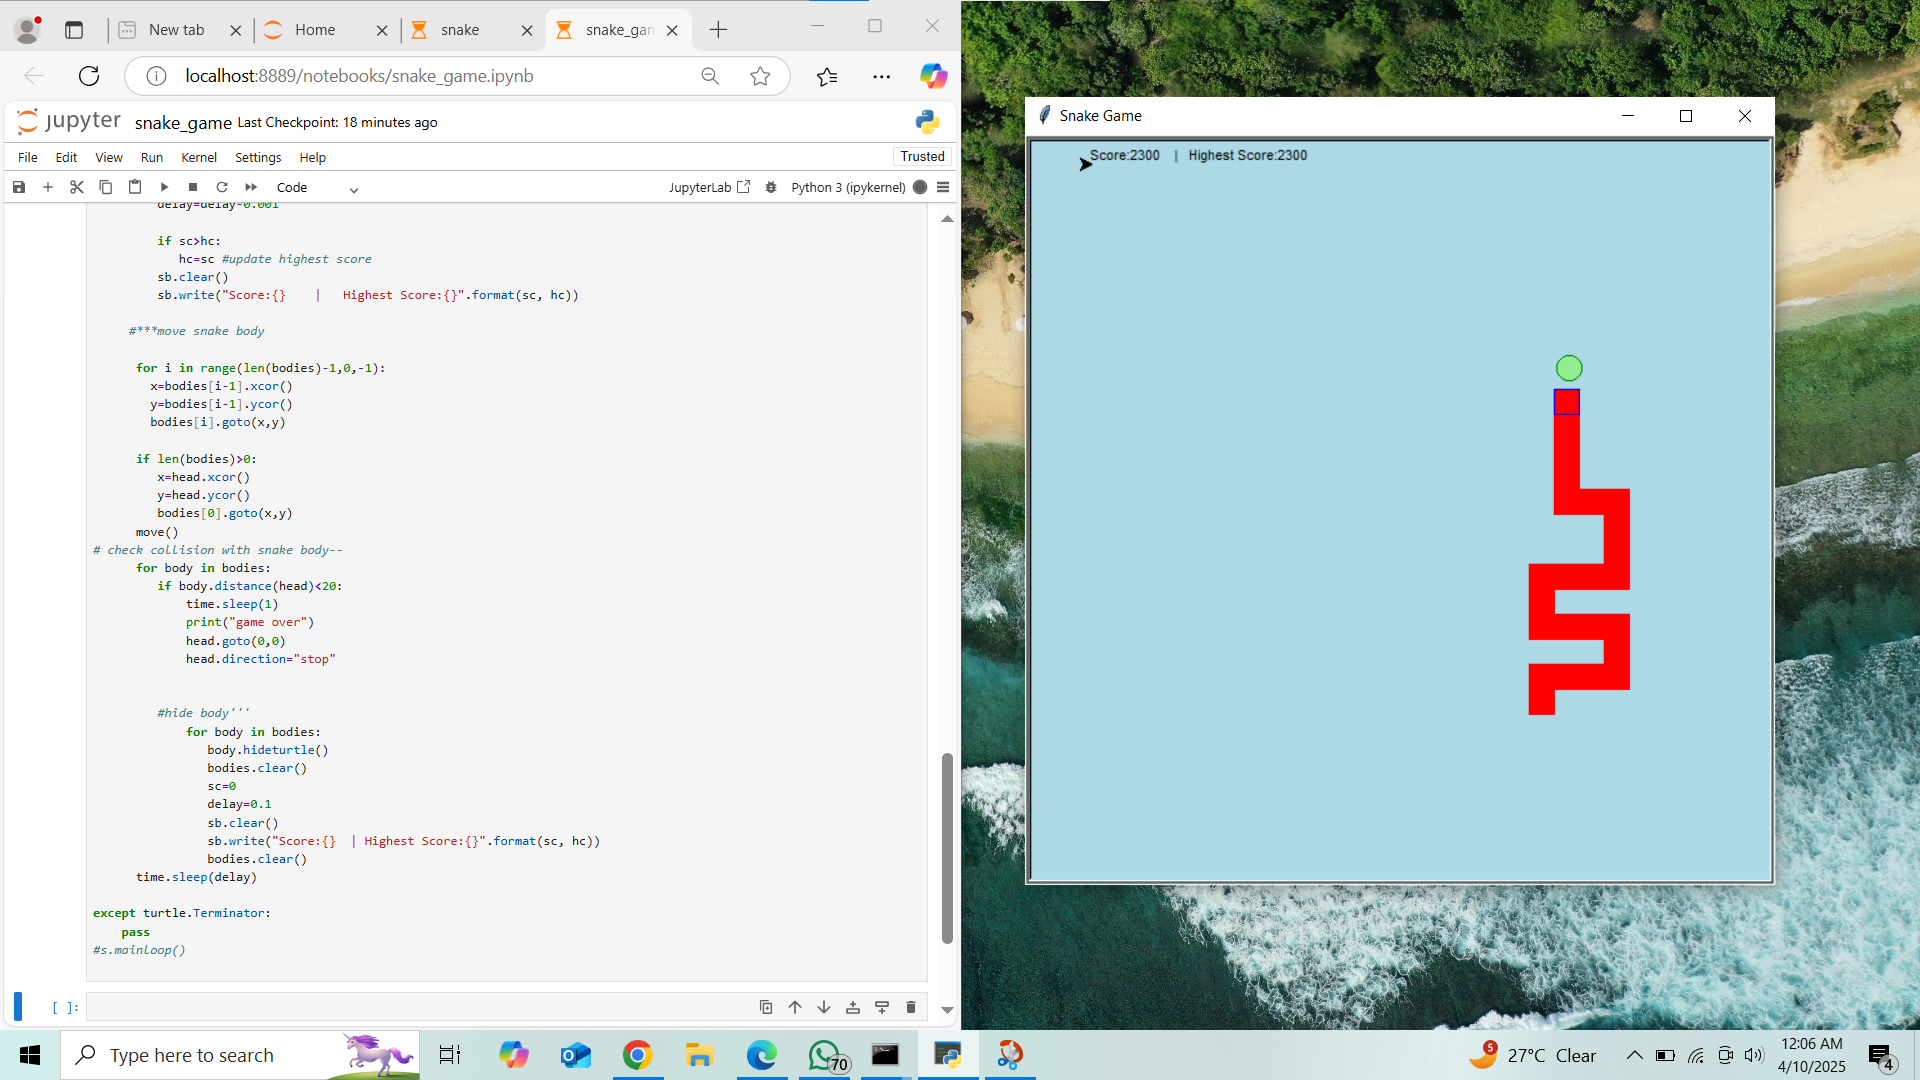 New tab
Home
snake
snake_gan
localhost:8889/notebooks/snake_game.ipynb
jupyter snake_game Last Checkpoint: 18 minutes ago
File Edit View Run Kernel Settings Help
Trusted
Code
JupyterLab
Python 3 (ipykernel)
delay=delay-0.001
if sc>hc:
hc=sc #update highest score
sb.clear()
sb.write("Score:{}    |   Highest Score:{}".format(sc, hc))
#***move snake body
for i in range(len(bodies)-1,0,-1):
x=bodies[i-1].xcor()
y=bodies[i-1].ycor()
bodies[i].goto(x,y)
if len(bodies)>0:
x=head.xcor()
y=head.ycor()
bodies[0].goto(x,y)
move()
# check collision with snake body--
for body in bodies:
if body.distance(head)<20:
time.sleep(1)
print("game over")
head.goto(0,0)
head.direction="stop"
#hide body'''
for body in bodies:
body.hideturtle()
bodies.clear()
sc=0
delay=0.1
sb.clear()
sb.write("Score:{}  | Highest Score:{}".format(sc, hc))
bodies.clear()
time.sleep(delay)
except turtle.Terminator:
pass
#s.mainloop()
[ ]:
Snake Game
Score:2300    |   Highest Score:2300
Type here to search
70
5
27°C Clear
12:06 AM
4/10/2025
4